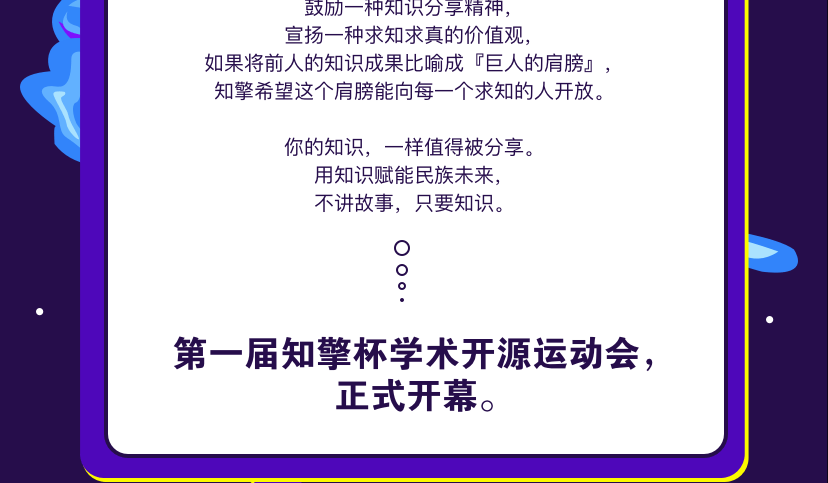 鼓励一种知识分享精神，
宣扬一种求知求真的价值观，
如果将前人的知识成果比喻成『巨人的肩膀』，
知擎希望这个肩膀能向每一个求知的人开放。
你的知识，一样值得被分享。
用知识赋能民族未来，
不讲故事，只要知识。
第一届知擎杯学术开源运动会，
正式开幕。